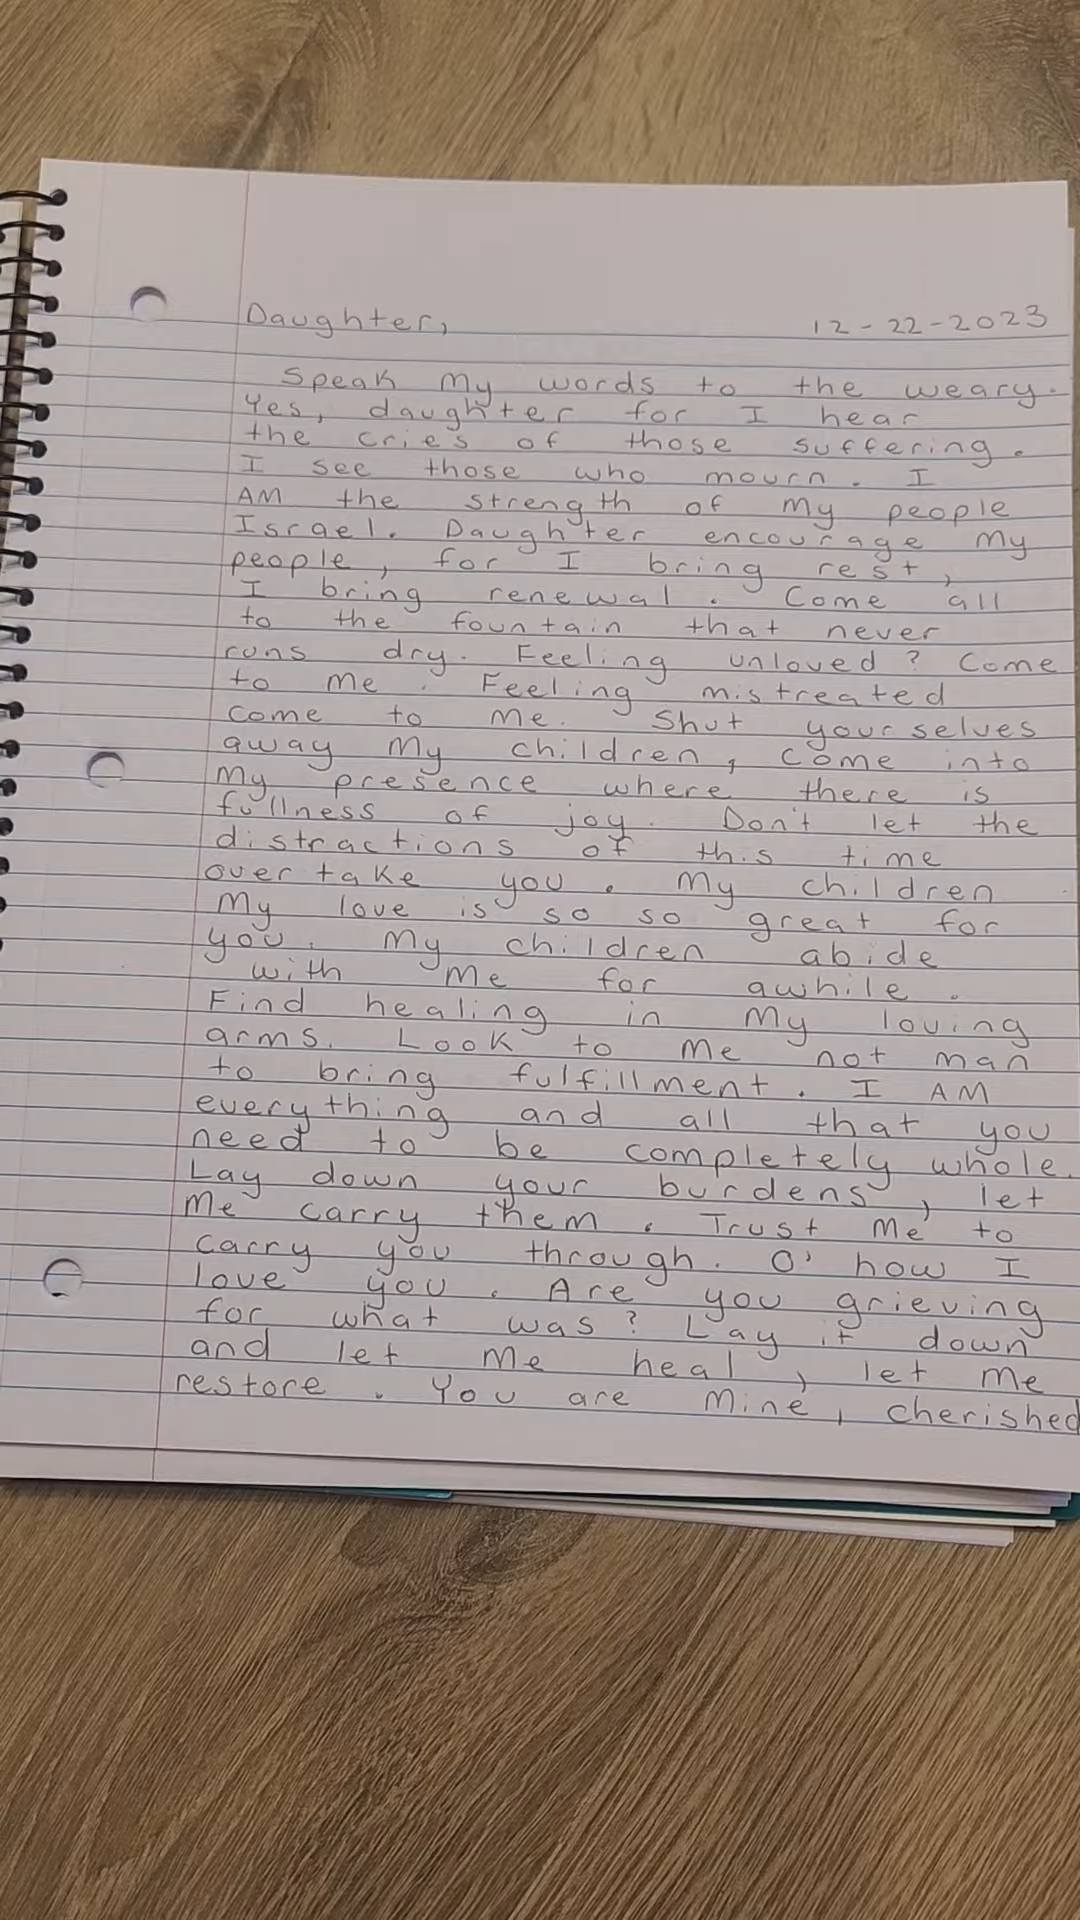 Daughter, 12-22-2023
Speak My words to the weary.
Yes, daughter for I hear
the cries of those suffering.
I see those who mourn. I
AM the strength of My people
Israel. Daughter encourage My
people, for I bring rest,
I bring renewal. Come all
to the fountain that never
runs dry. Feeling unloved? Come
to Me. Feeling mistreated
come to Me. Shut yourselves
away My children, come into
My presence where there is
fullness of joy. Don't let the
distractions of this time
overtake you. My children
My love is so so great for
you. My children abide
with Me for awhile.
Find healing in My loving
arms. Look to Me not man
to bring fulfillment. I AM
everything and all that you
need to be completely whole.
Lay down your burdens, let
Me carry them. Trust Me to
carry you through. O' how I
love you. Are you grieving
for what was? Lay it down
and let Me heal, let Me
restore. You are Mine, cherished